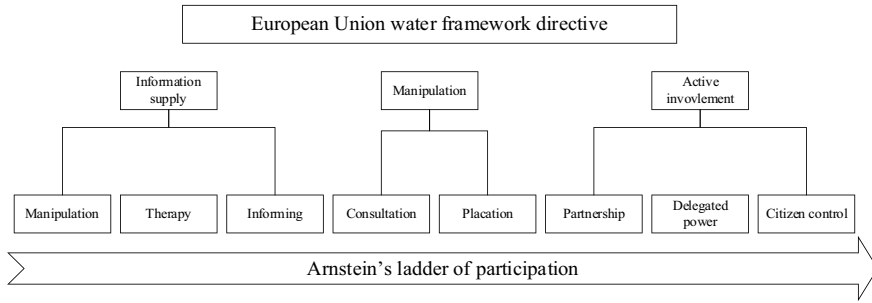 European Union water framework directive
Information
supply
Manipulation
Active
invovlement
Manipulation
Therapy
Informing
Consultation
Placation
Partnership
Delegated
power
Citizen control
Arnstein's ladder of participation